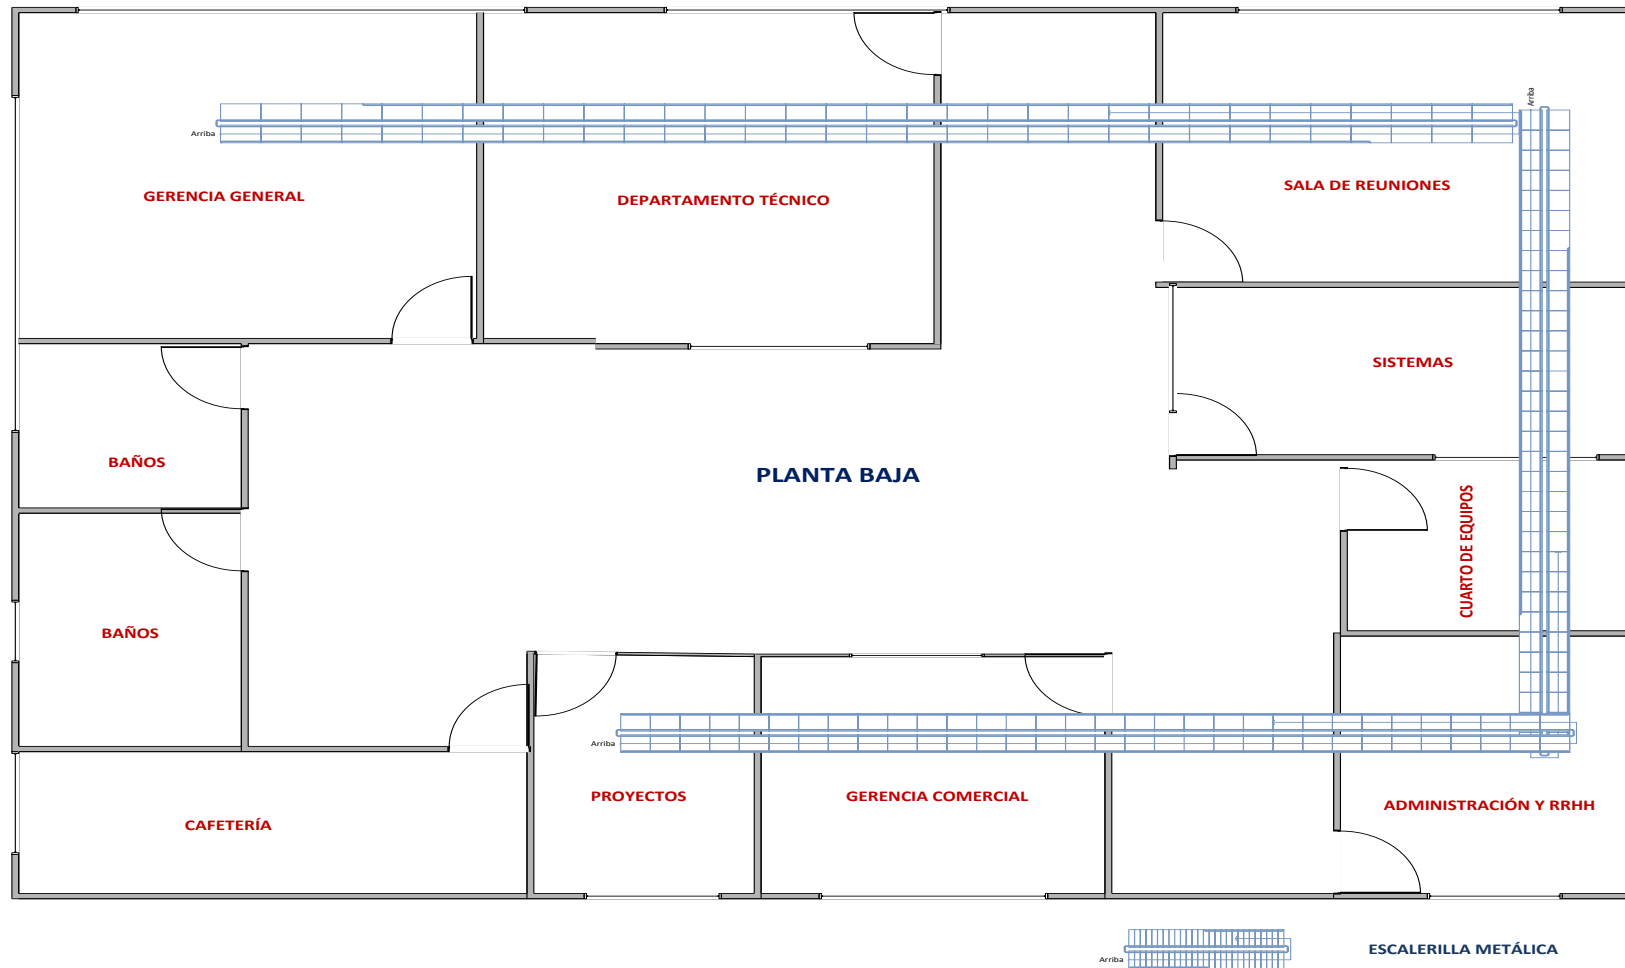 Arriba
Arriba
GERENCIA GENERAL
DEPARTAMENTO TÉCNICO
SALA DE REUNIONES
SISTEMAS
BAÑOS
PLANTA BAJA
CUARTO DE EQUIPOS
BAÑOS
Arriba
PROYECTOS
GERENCIA COMERCIAL
ADMINISTRACIÓN Y RRHH
CAFETERÍA
Arriba
ESCALERILLA METÁLICA